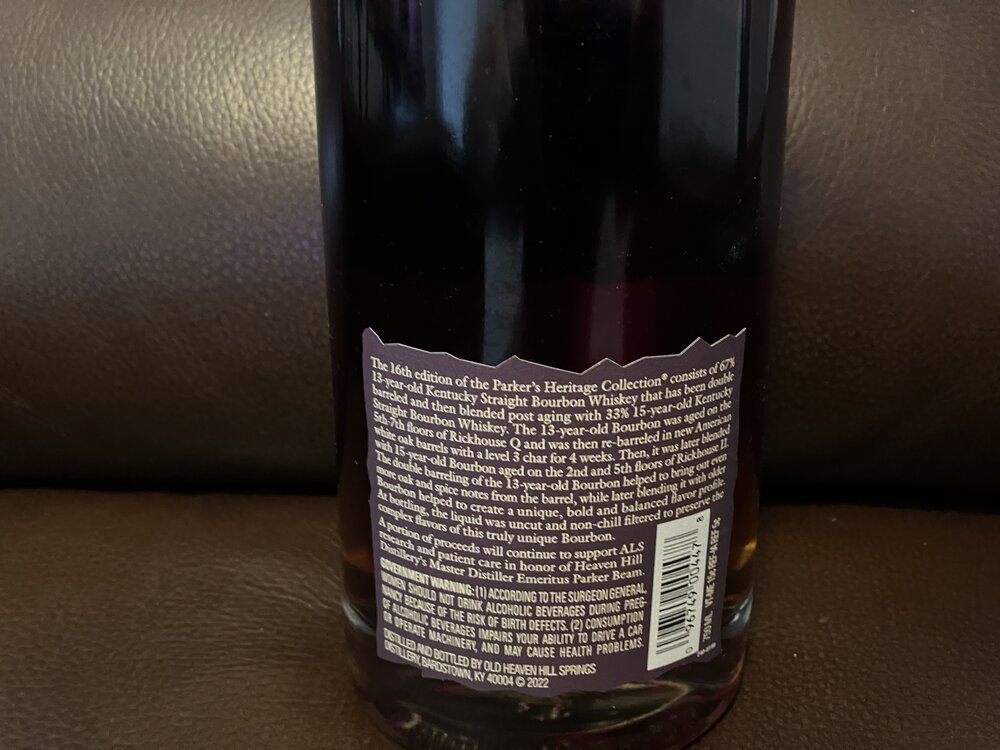 The 16th edition of the Parker's Heritage Collection® consists of 67%
13-year-old Kentucky Straight Bourbon Whiskey that has been double
barreled and then blended post aging with 33% 15-year-old Kentucky
Straight Bourbon Whiskey. The 13-year-old Bourbon was aged on the
5th-7th floors of Rickhouse Q and was then re-barreled in new American
white oak barrels with a level 3 char for 4 weeks. Then, it was later blended
with 15-year-old Bourbon aged on the 2nd and 5th floors of Rickhouse II.
The double barreling of the 13-year-old Bourbon helped to bring out even
more oak and spice notes from the barrel, while later blending it with older
Bourbon helped to create a unique, bold and balanced flavor profile.
At bottling, the liquid was uncut and non-chill filtered to preserve the
complex flavors of this truly unique Bourbon.
A portion of proceeds will continue to support ALS
research and patient care in honor of Heaven Hill
Distillery's Master Distiller Emeritus Parker Beam.
GOVERNMENT WARNING: (1) ACCORDING TO THE SURGEON GENERAL,
WOMEN SHOULD NOT DRINK ALCOHOLIC BEVERAGES DURING PREG-
NANCY BECAUSE OF THE RISK OF BIRTH DEFECTS. (2) CONSUMPTION
OF ALCOHOLIC BEVERAGES IMPAIRS YOUR ABILITY TO DRIVE A CAR
OR OPERATE MACHINERY, AND MAY CAUSE HEALTH PROBLEMS.
DISTILLED AND BOTTLED BY OLD HEAVEN HILL SPRINGS
DISTILLERY, BARDSTOWN, KY 40004 © 2022
0 96749 00447 8
750 ML